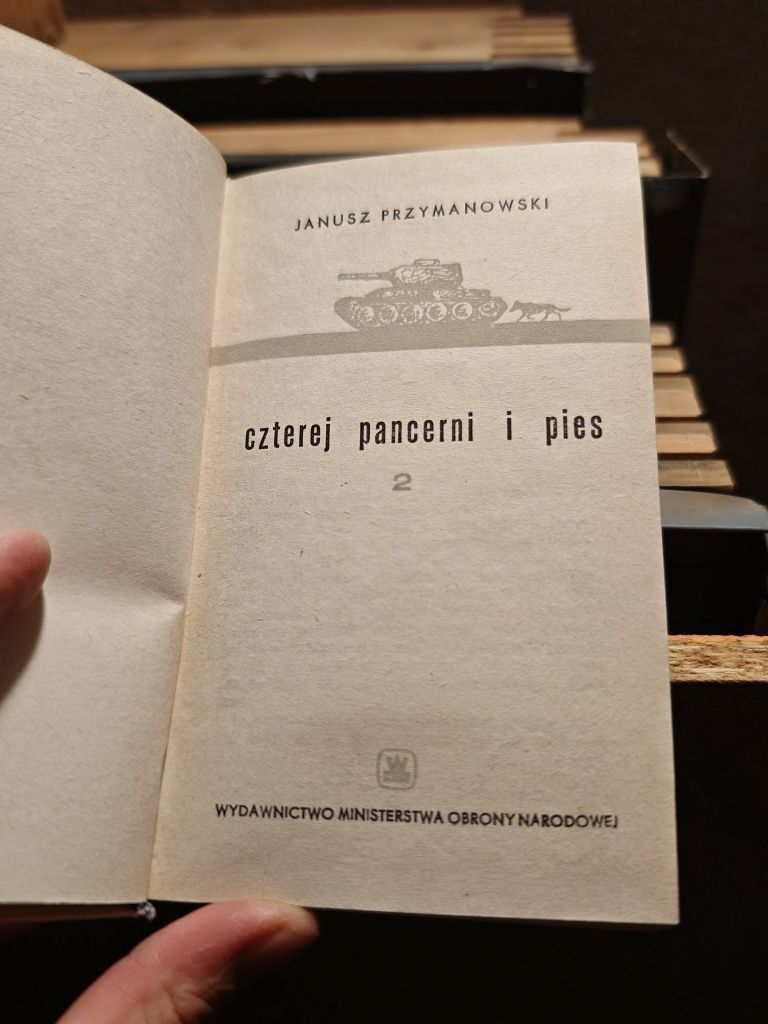 JANUSZ PRZYMANOWSKI
czterej pancerni i pies
2
WYDAWNICTWO MINISTERSTWA OBRONY NARODOWEJ